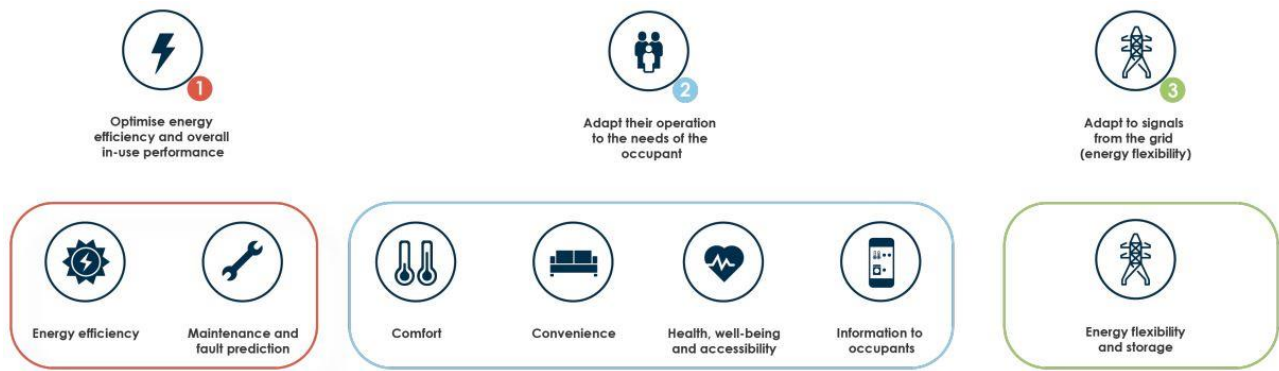 1
Optimise energy
efficiency and overall
in-use performance
2
Adapt their operation
to the needs of the
occupant
3
Adapt to signals
from the grid
(energy flexibility)
Energy efficiency
Maintenance and
fault prediction
Comfort
Convenience
Health, well-being
and accessibility
Information to
occupants
Energy flexibility
and storage